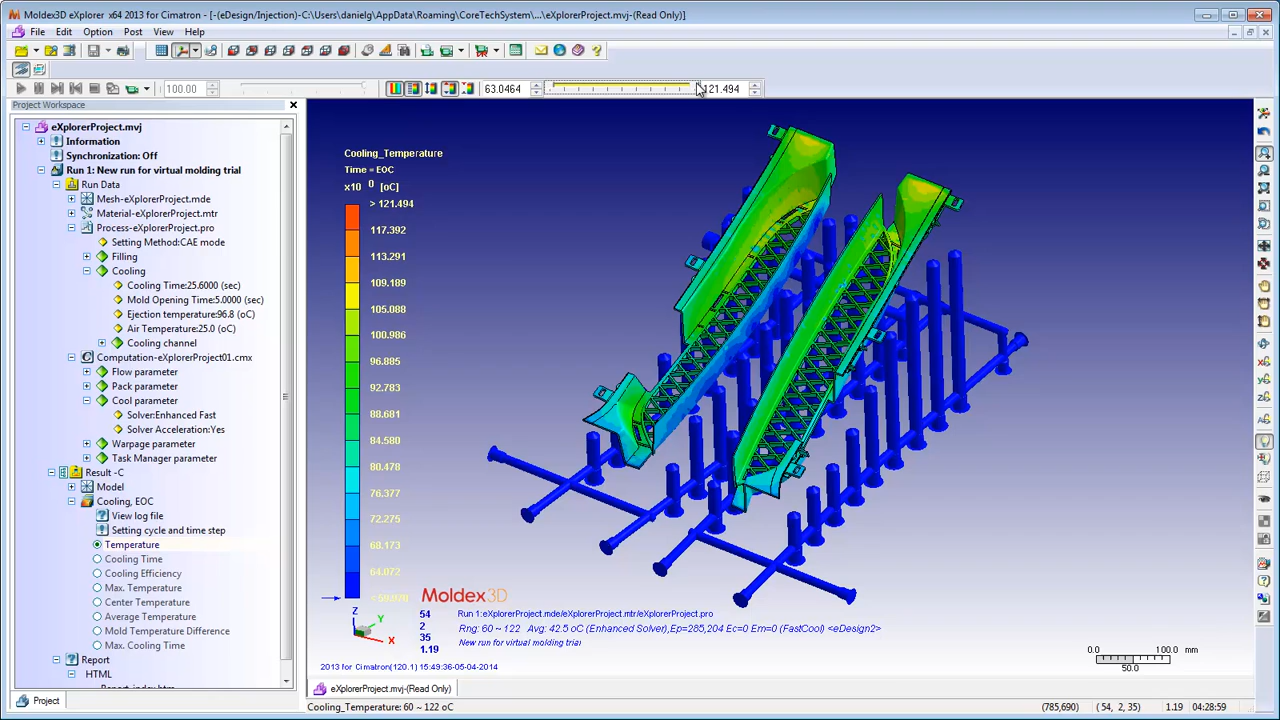 Moldex3D eXplorer x64 2013 for Cimatron - [-(eDesign/Injection)-C:\Users\danielg\AppData\Roaming\CoreTechSystem\...\eXplorerProject.mvj-(Read Only)]
File Edit Option Post View Help
100.00 63.0464 121.494
Project Workspace
eXplorerProject.mvj
Information
Synchronization: Off
Run 1: New run for virtual molding trial
Run Data
Mesh-eXplorerProject.mde
Material-eXplorerProject.mtr
Process-eXplorerProject.pro
Setting Method:CAE mode
Filling
Cooling
Cooling Time:25.6000 (sec)
Mold Opening Time:5.0000 (sec)
Ejection temperature:96.8 (oC)
Air Temperature:25.0 (oC)
Cooling channel
Computation-eXplorerProject01.cmx
Flow parameter
Pack parameter
Cool parameter
Solver:Enhanced Fast
Solver Acceleration:Yes
Warpage parameter
Task Manager parameter
Result -C
Model
Cooling, EOC
View log file
Setting cycle and time step
Temperature
Cooling Time
Cooling Efficiency
Max. Temperature
Center Temperature
Average Temperature
Mold Temperature Difference
Max. Cooling Time
Report
HTML
Report-index.htm
Project
Cooling_Temperature
Time = EOC
x10 0 [oC]
> 121.494
117.392
113.291
109.189
105.088
100.986
96.885
92.783
88.681
84.580
80.478
76.377
72.275
68.173
64.072
Z
Y
X
Moldex3D
54
2
35
1.19
Run 1:eXplorerProject.mde/eXplorerProject.mtr/eXplorerProject.pro
Rng: 60 ~ 122 Avg: 42.5 oC (Enhanced Solver),Ep=285,204 Ec=0 Em=0 (FastCool) <eDesign2>
New run for virtual molding trial
2013 for Cimatron(120.1) 15:49:36-05-04-2014
0.0 100.0 mm
50.0
eXplorerProject.mvj-(Read Only)
Cooling_Temperature: 60 ~ 122 oC
(785,690) ( 54, 2, 35) 1.19 04:28:59